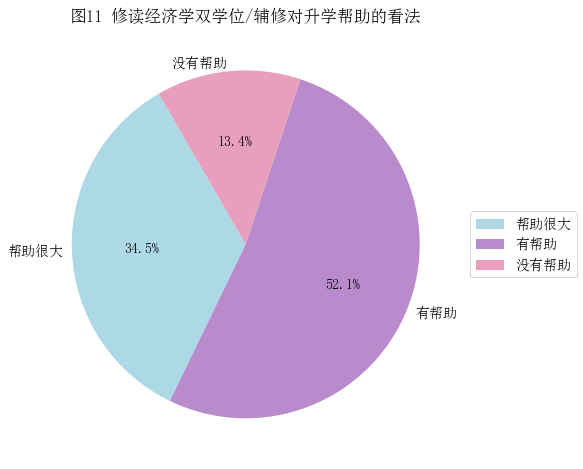 图11 修读经济学双学位/辅修对升学帮助的看法
没有帮助
13.4%
帮助很大
34.5%
52.1%
有帮助
帮助很大
有帮助
没有帮助